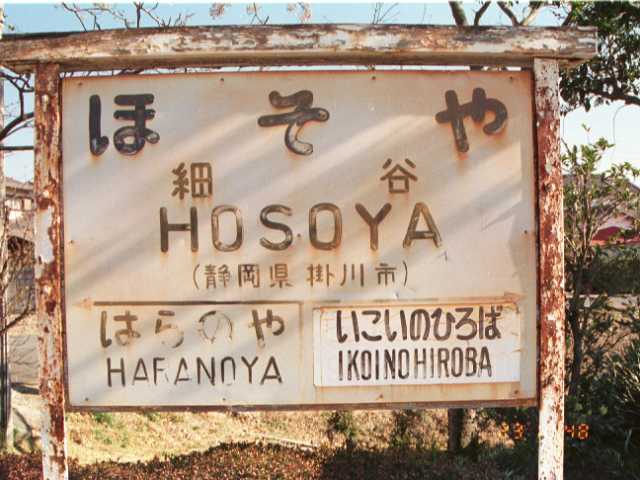 ほそや
細谷
HOSOYA
(静岡県掛川市)
はらのや いこいのひろば
HARANOYA IKOINOHIROBA